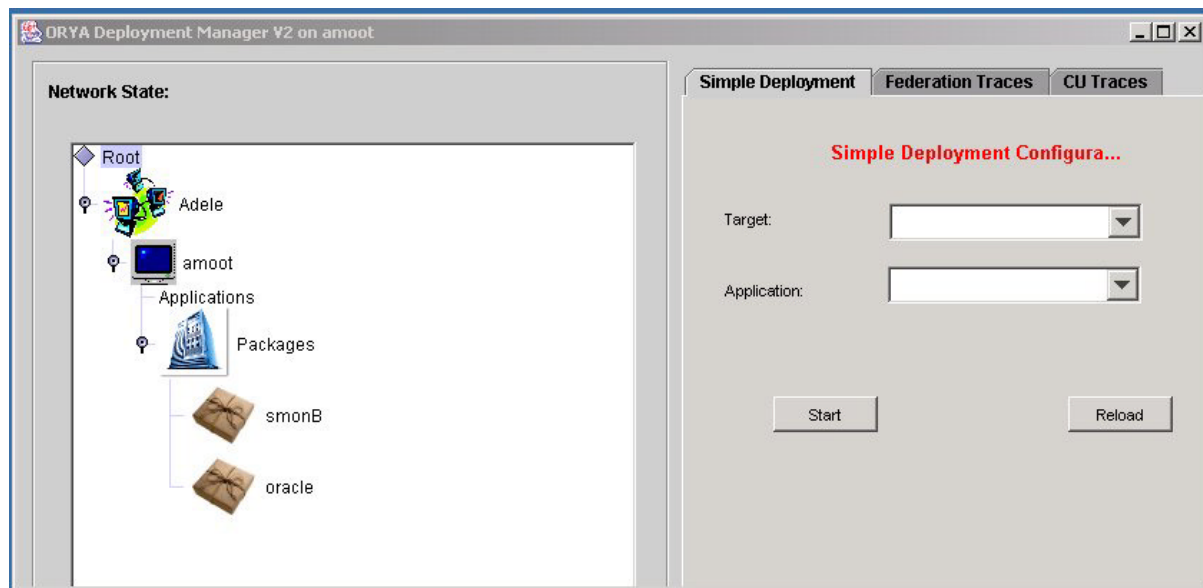 ORYA Deployment Manager V2 on amoot
Network State:
Root
Adele
amoot
Applications
Packages
smonB
oracle
Simple Deployment Federation Traces CU Traces
Simple Deployment Configura...
Target:
Application:
Start Reload